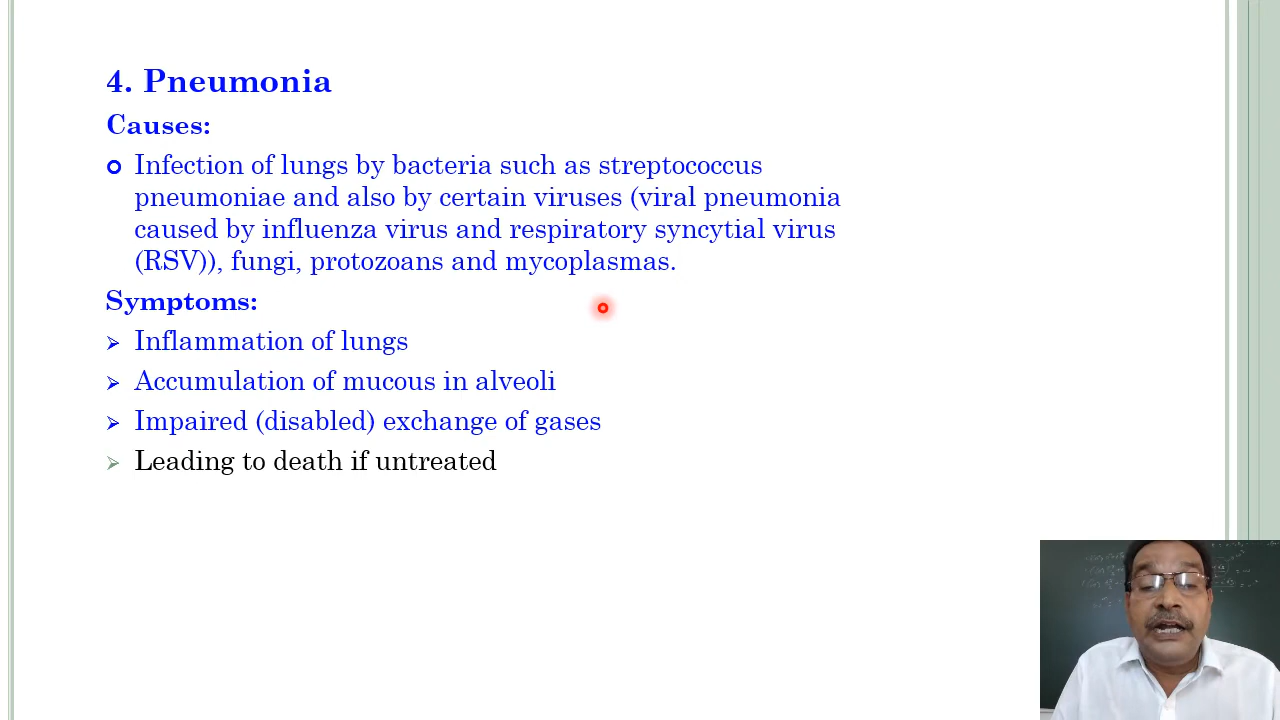 4. Pneumonia
Causes:
Infection of lungs by bacteria such as streptococcus
pneumoniae and also by certain viruses (viral pneumonia
caused by influenza virus and respiratory syncytial virus
(RSV)), fungi, protozoans and mycoplasmas.
Symptoms:
Inflammation of lungs
Accumulation of mucous in alveoli
Impaired (disabled) exchange of gases
Leading to death if untreated